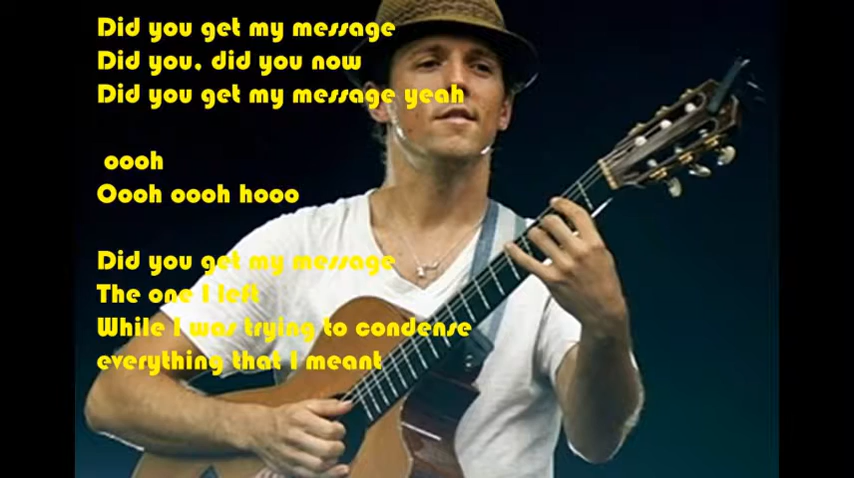 Did you get my message
Did you, did you now
Did you get my message yeah
oooh
Oooh oooh hooo
Did you get my message
The one I left
While I was trying to condense
everything that I meant